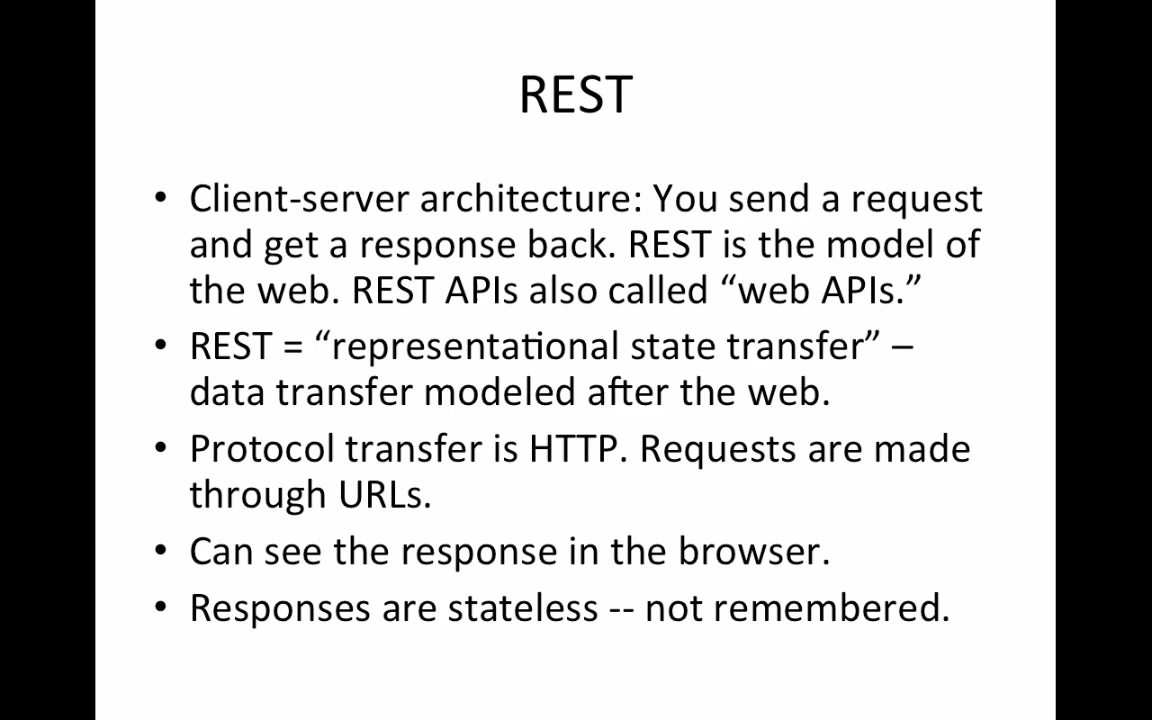 REST
• Client-server architecture: You send a request
and get a response back. REST is the model of
the web. REST APIs also called “web APIs.”
• REST = “representational state transfer” –
data transfer modeled after the web.
• Protocol transfer is HTTP. Requests are made
through URLs.
• Can see the response in the browser.
• Responses are stateless -- not remembered.